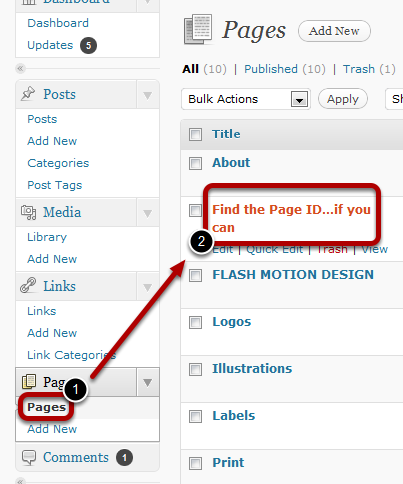 Dashboard
Dashboard
Updates 5
Posts
Posts
Add New
Categories
Post Tags
Media
Library
Add New
Links
Links
Add New
Link Categories
Pag 1
Pages
Add New
Comments 1
Pages Add New
All (10) | Published (10) | Trash (1)
Bulk Actions Apply Sh
Title
About
Find the Page ID...if you
can
2
Edit | Quick Edit | Trash | View
FLASH MOTION DESIGN
Logos
Illustrations
Labels
Print